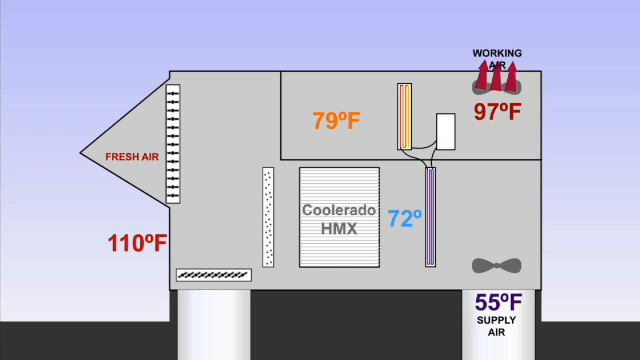 WORKING
AIR
79ºF
97ºF
FRESH AIR
Coolerado
HMX
72º
110ºF
55ºF
SUPPLY
AIR